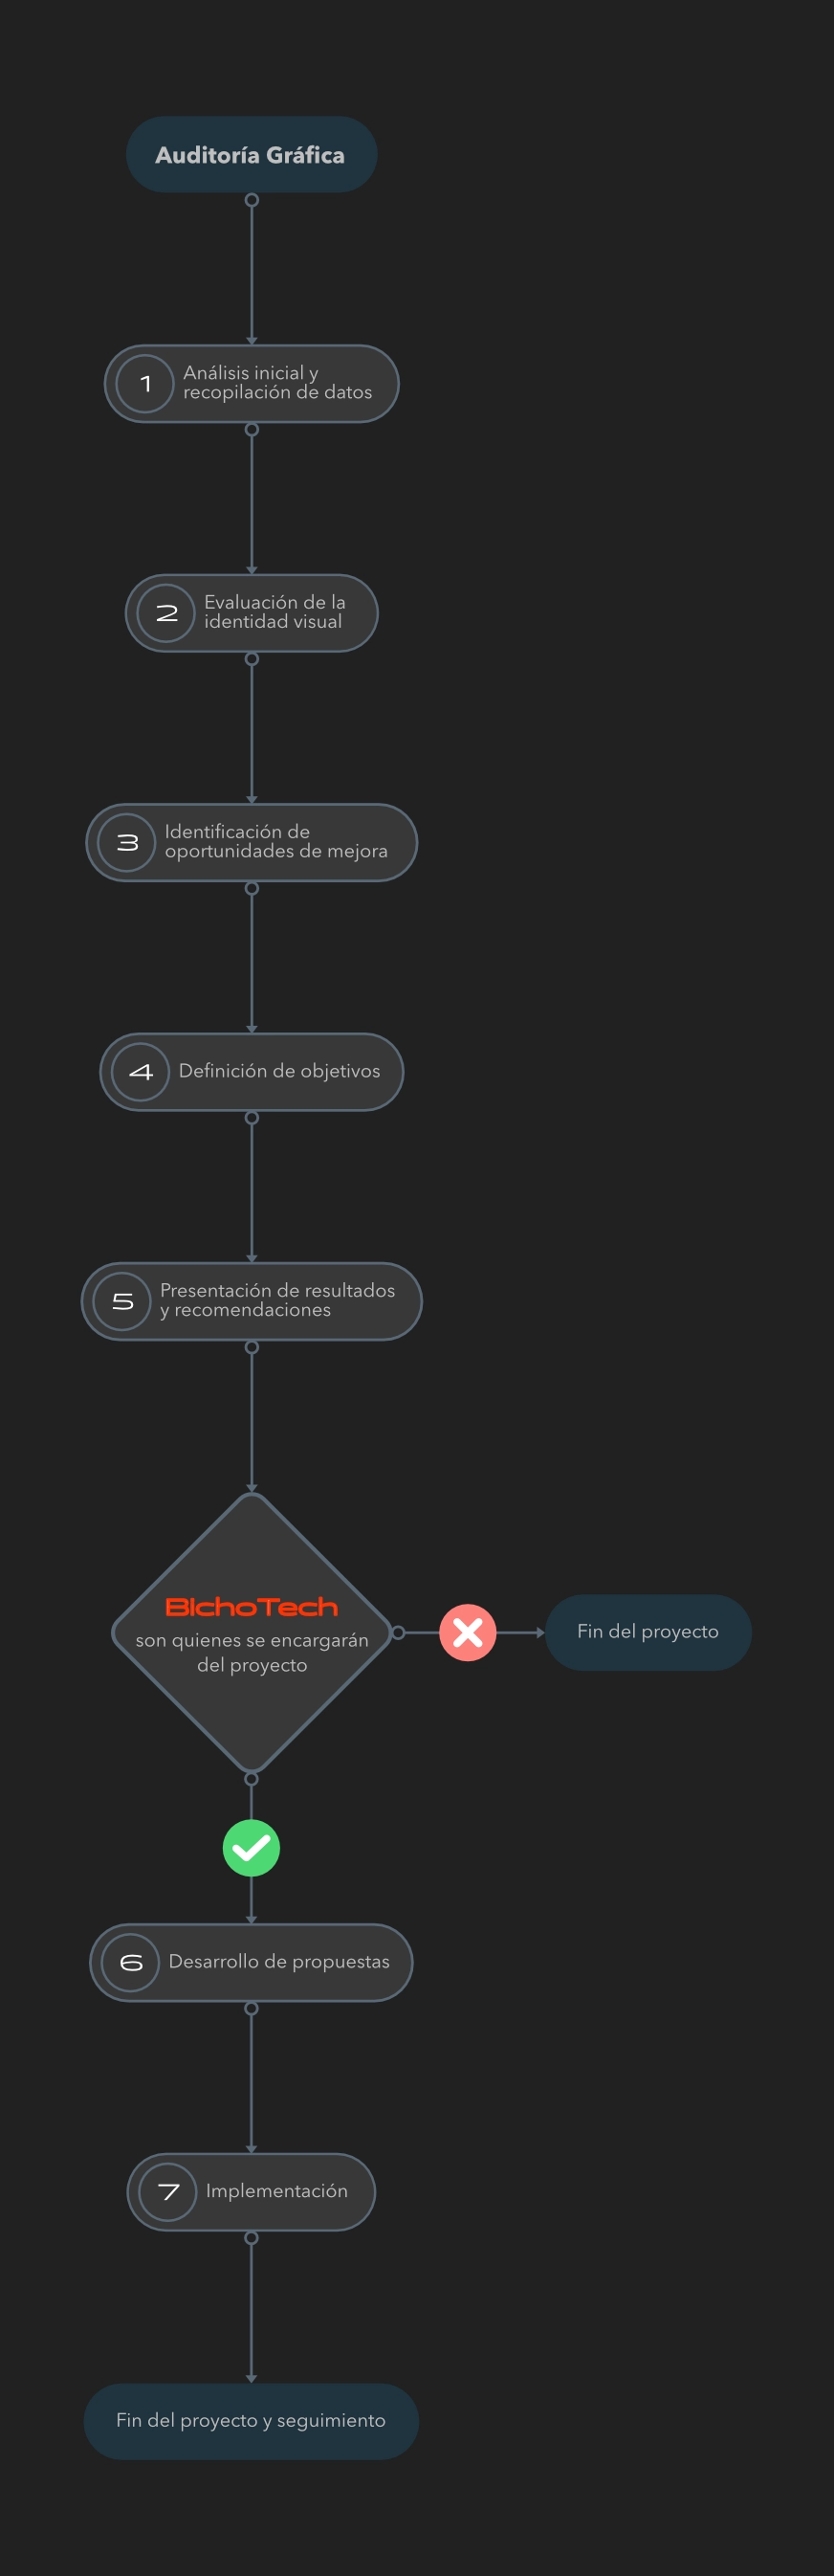 Auditoría Gráfica
1
Análisis inicial y
recopilación de datos
2
Evaluación de la
identidad visual
3
Identificación de
oportunidades de mejora
4
Definición de objetivos
5
Presentación de resultados
y recomendaciones
BichoTech
son quienes se encargarán
del proyecto
Fin del proyecto
6
Desarrollo de propuestas
7
Implementación
Fin del proyecto y seguimiento